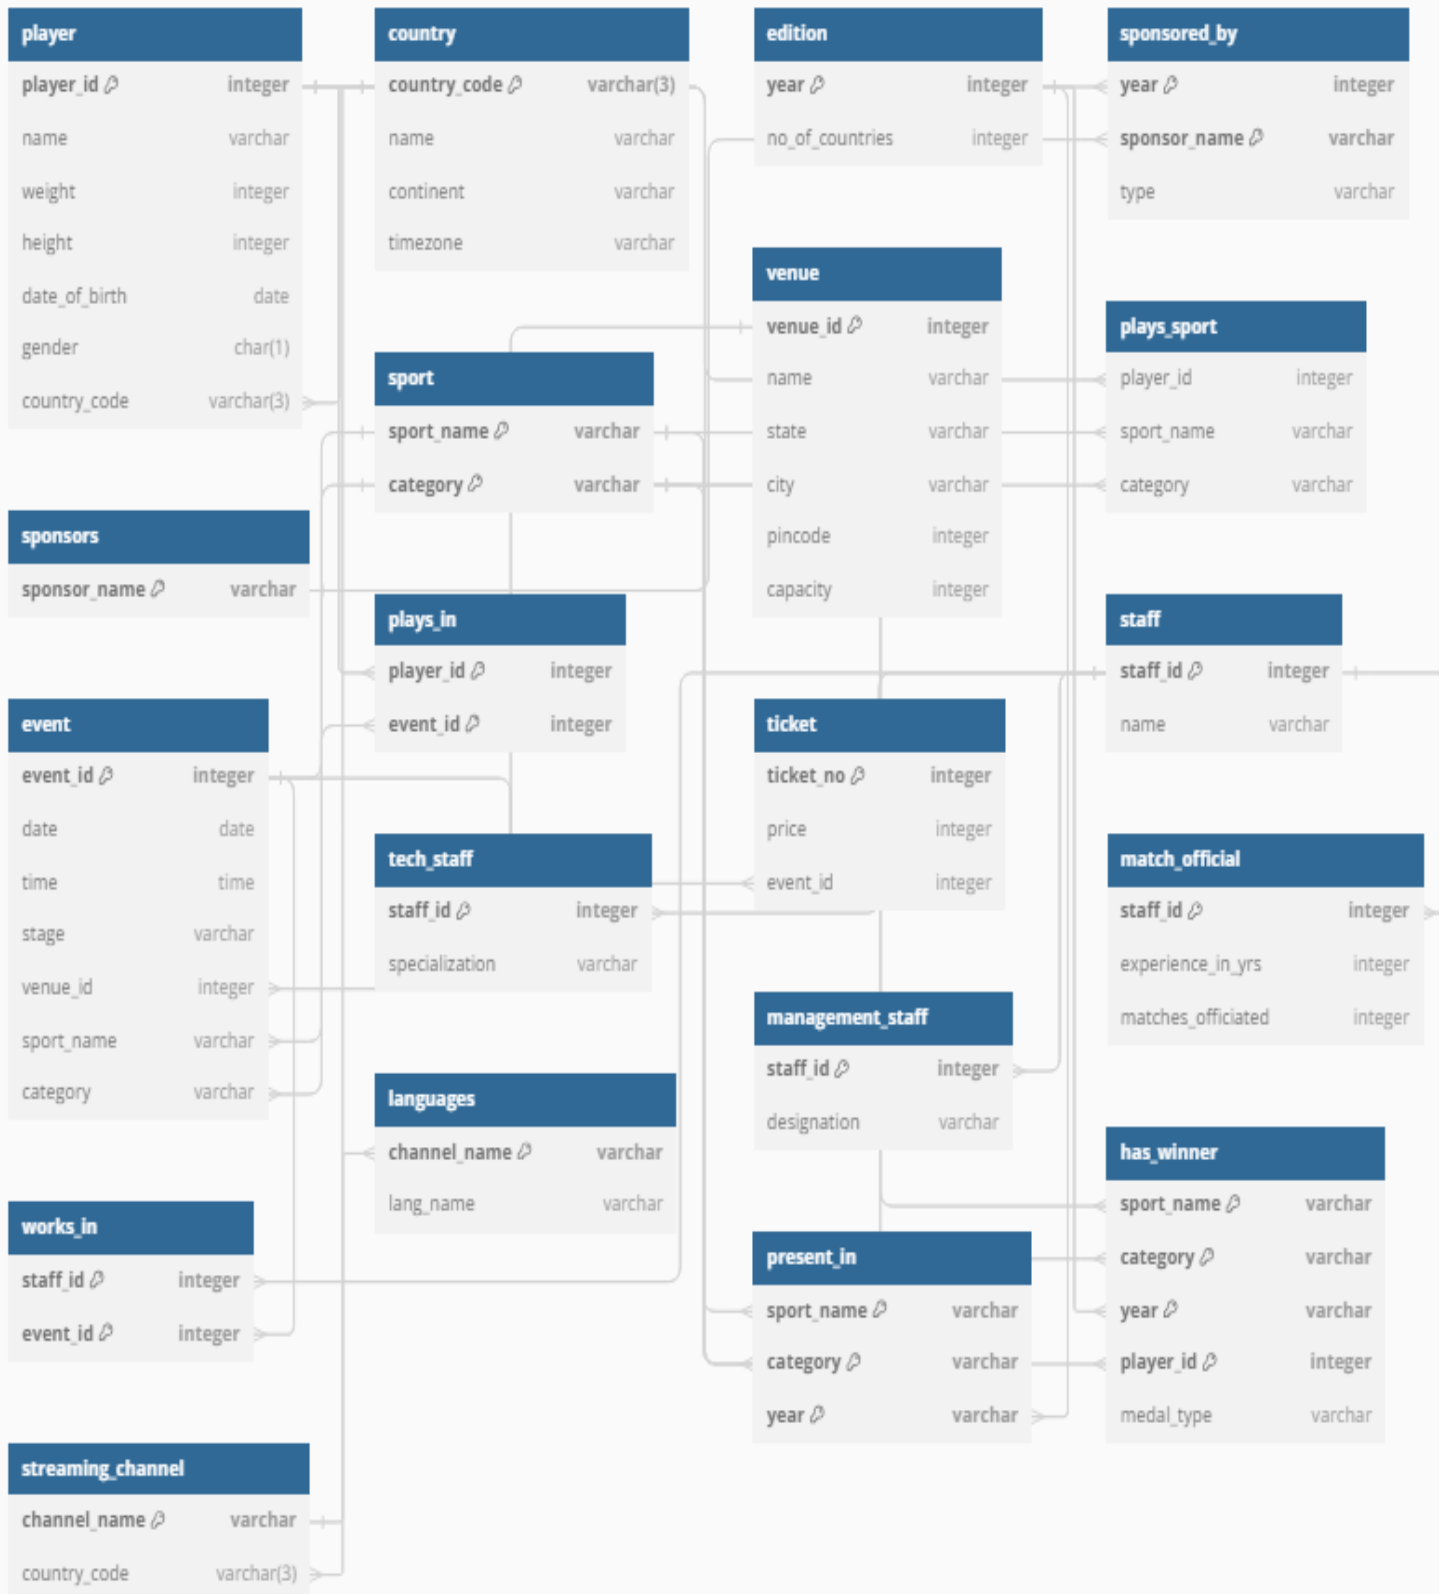 player
player_id integer
name varchar
weight integer
height integer
date_of_birth date
gender char(1)
country_code varchar(3)
country
country_code varchar(3)
name varchar
continent varchar
timezone varchar
edition
year integer
no_of_countries integer
sponsored_by
year integer
sponsor_name varchar
type varchar
venue
venue_id integer
name varchar
state varchar
city varchar
pincode integer
capacity integer
plays_sport
player_id integer
sport_name varchar
category varchar
sport
sport_name varchar
category varchar
sponsors
sponsor_name varchar
plays_in
player_id integer
event_id integer
staff
staff_id integer
name varchar
event
event_id integer
date date
time time
stage varchar
venue_id integer
sport_name varchar
category varchar
ticket
ticket_no integer
price integer
event_id integer
tech_staff
staff_id integer
specialization varchar
match_official
staff_id integer
experience_in_yrs integer
matches_officiated integer
management_staff
staff_id integer
designation varchar
languages
channel_name varchar
lang_name varchar
has_winner
sport_name varchar
category varchar
year varchar
player_id integer
medal_type varchar
works_in
staff_id integer
event_id integer
present_in
sport_name varchar
category varchar
year varchar
streaming_channel
channel_name varchar
country_code varchar(3)